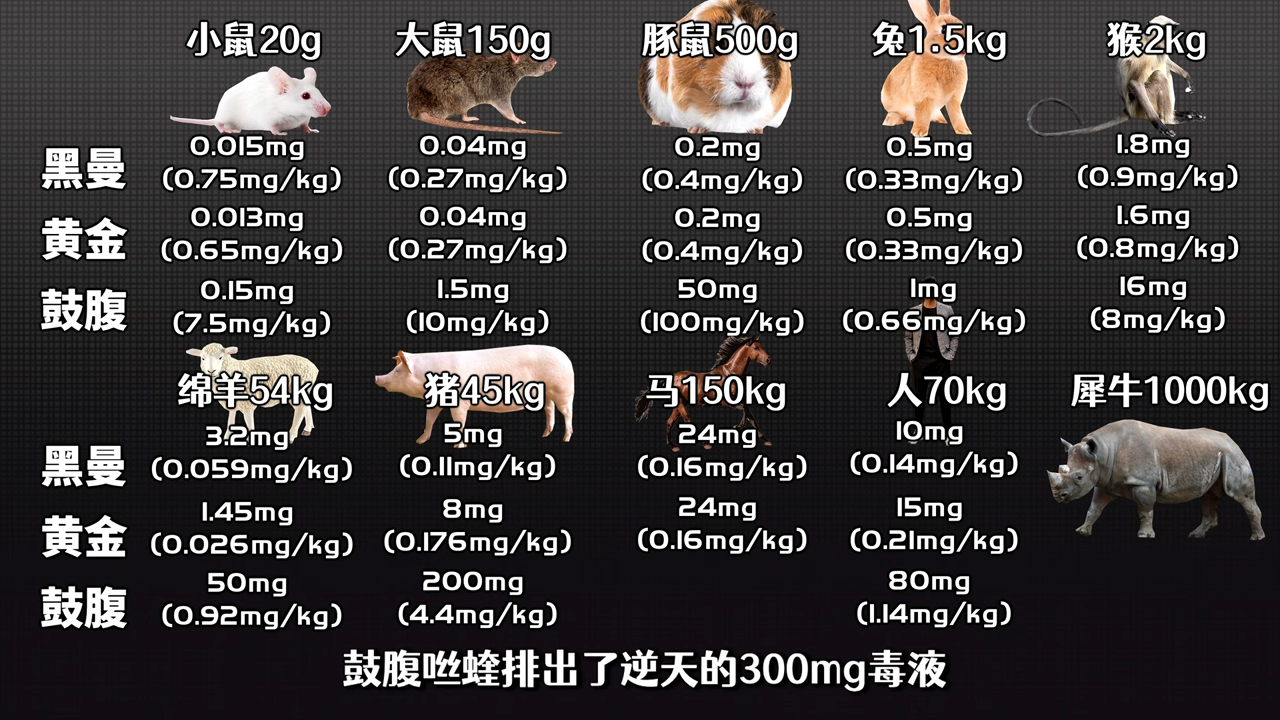 小鼠20g 大鼠150g 豚鼠500g 兔1.5kg 猴2kg
黑曼 0.015mg 0.04mg 0.2mg 0.5mg 1.8mg
(0.75mg/kg) (0.27mg/kg) (0.4mg/kg) (0.33mg/kg) (0.9mg/kg)
黄金 0.013mg 0.04mg 0.2mg 0.5mg 1.6mg
(0.65mg/kg) (0.27mg/kg) (0.4mg/kg) (0.33mg/kg) (0.8mg/kg)
鼓腹 0.15mg 1.5mg 50mg 1mg 16mg
(7.5mg/kg) (10mg/kg) (100mg/kg) (0.66mg/kg) (8mg/kg)
绵羊54kg 猪45kg 马150kg 人70kg 犀牛1000kg
黑曼 3.2mg 5mg 24mg 10mg
(0.059mg/kg) (0.11mg/kg) (0.16mg/kg) (0.14mg/kg)
黄金 1.45mg 8mg 24mg 15mg
(0.026mg/kg) (0.176mg/kg) (0.16mg/kg) (0.21mg/kg)
鼓腹 50mg 200mg 80mg
(0.92mg/kg) (4.4mg/kg) (1.14mg/kg)
鼓腹咝蝰排出了逆天的300mg毒液